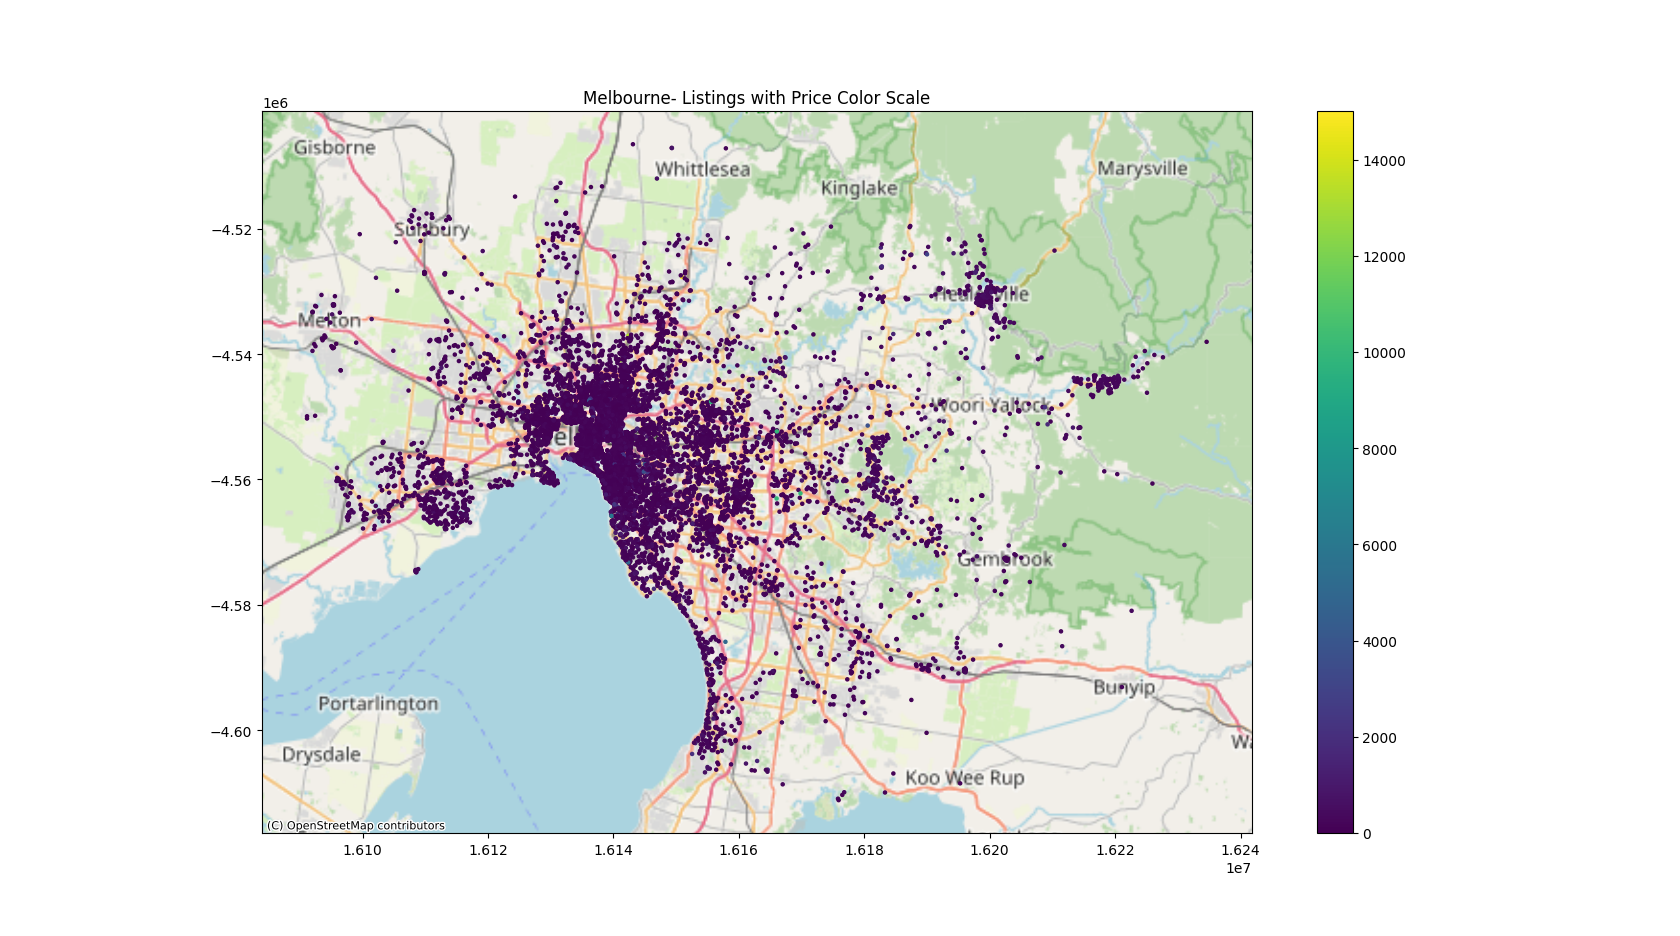 Melbourne- Listings with Price Color Scale
1e6
Gisborne
Whittlesea
Marysville
Kinglake
Sunbury
Healesville
Melton
Woori Yallock
Gembrook
Bunyip
Portarlington
Drysdale
Koo Wee Rup
(C) OpenStreetMap contributors
−4.52
−4.54
−4.56
−4.58
−4.60
1.610
1.612
1.614
1.616
1.618
1.620
1.622
1.624
1e7
14000
12000
10000
8000
6000
4000
2000
0